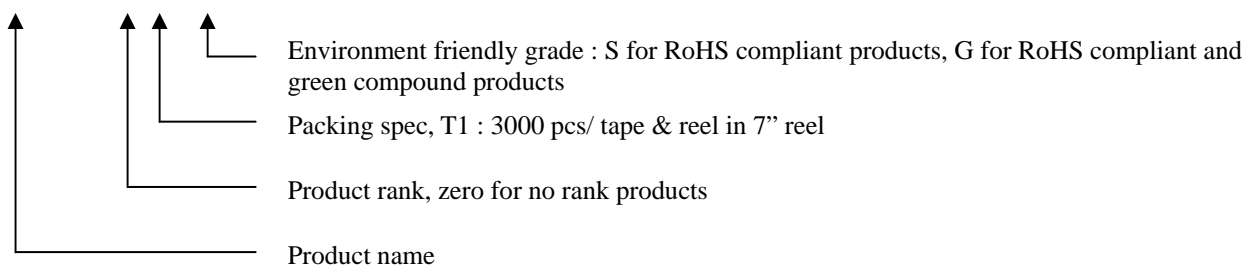 Environment friendly grade : S for RoHS compliant products, G for RoHS compliant and
green compound products
Packing spec, T1 : 3000 pcs/ tape & reel in 7” reel
Product rank, zero for no rank products
Product name